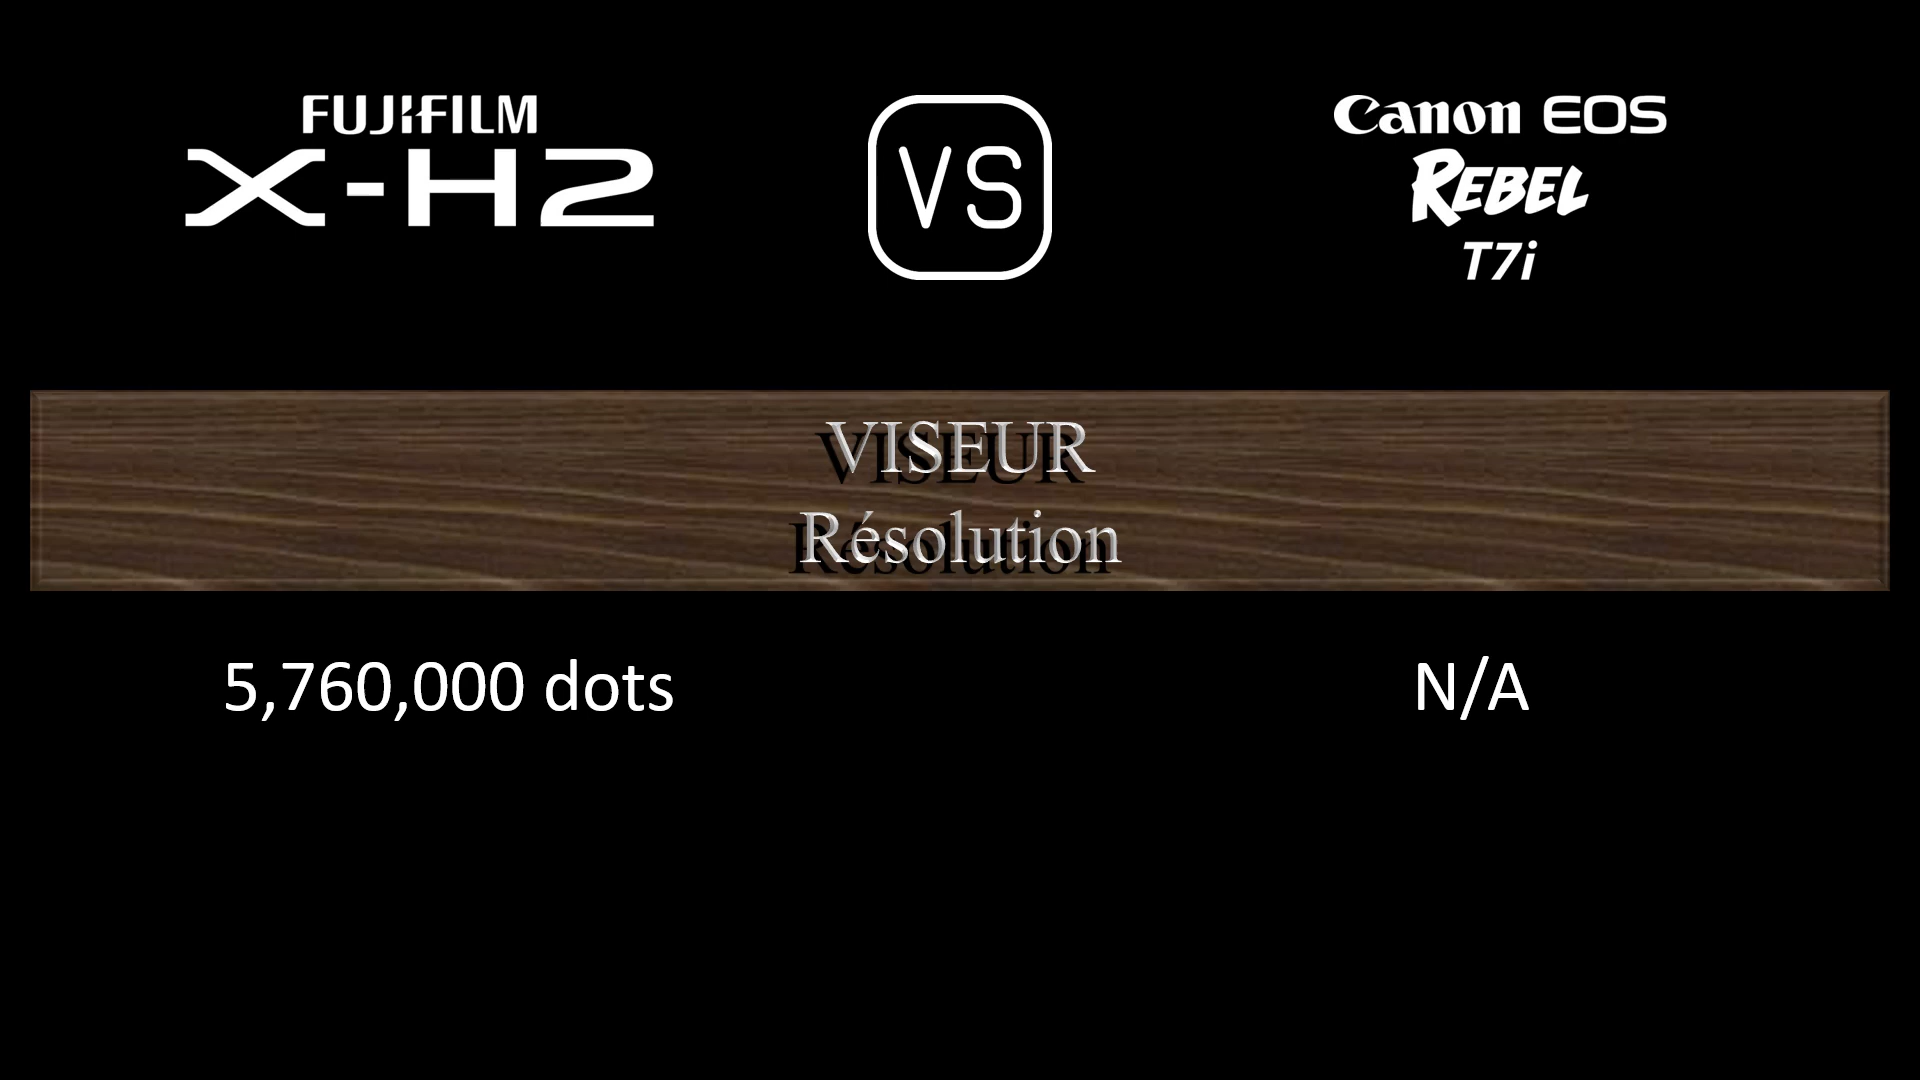 FUJIFILM
X-H2
VS
Canon EOS
REBEL
T7i
VISEUR
Résolution
5,760,000 dots
N/A